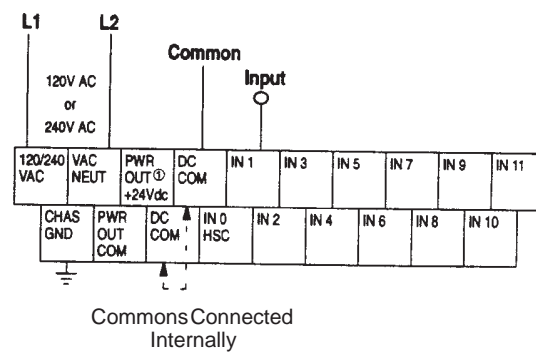 L1
L2
Common
Input
120V AC
or
240V AC
120/240
VAC
VAC
NEUT
PWR
OUT①
+24Vdc
DC
COM
IN 1
IN 3
IN 5
IN 7
IN 9
IN 11
CHAS
GND
PWR
OUT
COM
DC
COM
IN 0
HSC
IN 2
IN 4
IN 6
IN 8
IN 10
Commons Connected
Internally